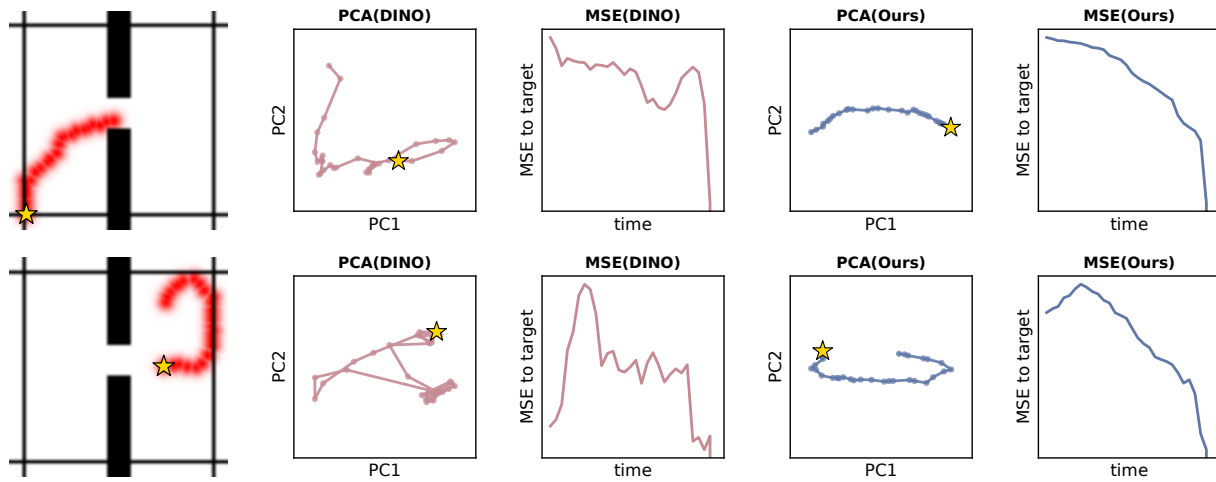 PCA(DINO)
MSE(DINO)
PCA(Ours)
MSE(Ours)
PC2
MSE to target
PC2
MSE to target
PC1
time
PC1
time
PCA(DINO)
MSE(DINO)
PCA(Ours)
MSE(Ours)
PC2
MSE to target
PC2
MSE to target
PC1
time
PC1
time